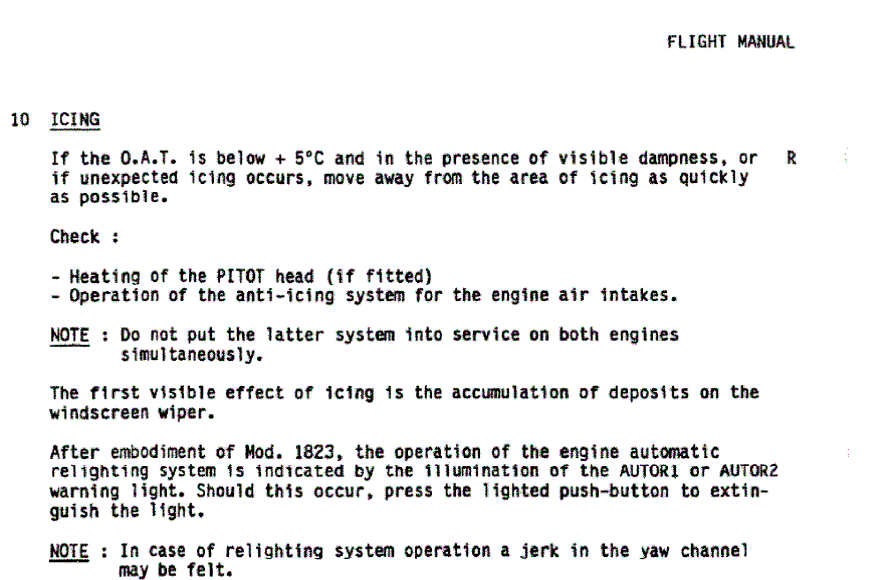 FLIGHT MANUAL
10 ICING
If the O.A.T. is below + 5°C and in the presence of visible dampness, or R
if unexpected icing occurs, move away from the area of icing as quickly
as possible.
Check :
- Heating of the PITOT head (if fitted)
- Operation of the anti-icing system for the engine air intakes.
NOTE : Do not put the latter system into service on both engines
simultaneously.
The first visible effect of icing is the accumulation of deposits on the
windscreen wiper.
After embodiment of Mod. 1823, the operation of the engine automatic
relighting system is indicated by the illumination of the AUTOR1 or AUTOR2
warning light. Should this occur, press the lighted push-button to extin-
guish the light.
NOTE : In case of relighting system operation a jerk in the yaw channel
may be felt.